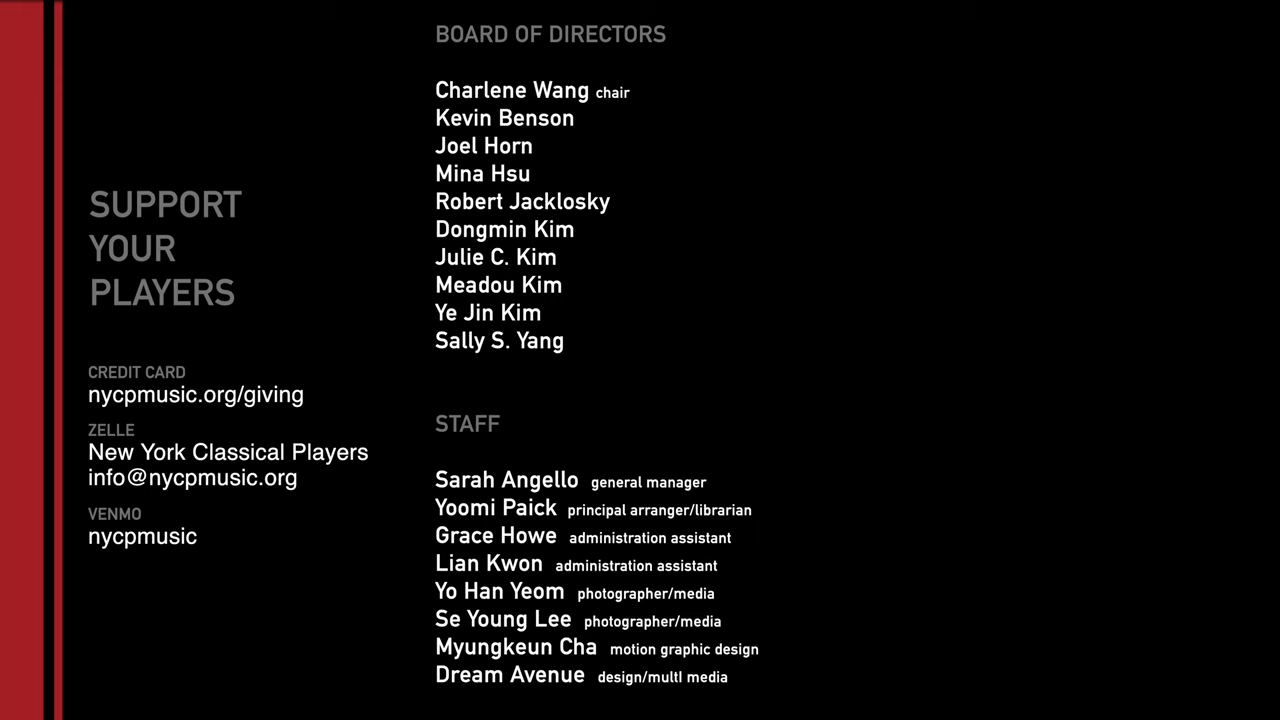 SUPPORT
YOUR
PLAYERS
CREDIT CARD
nycpmusic.org/giving
ZELLE
New York Classical Players
info@nycpmusic.org
VENMO
nycpmusic
BOARD OF DIRECTORS
Charlene Wang chair
Kevin Benson
Joel Horn
Mina Hsu
Robert Jacklosky
Dongmin Kim
Julie C. Kim
Meadou Kim
Ye Jin Kim
Sally S. Yang
STAFF
Sarah Angello general manager
Yoomi Paick principal arranger/librarian
Grace Howe administration assistant
Lian Kwon administration assistant
Yo Han Yeom photographer/media
Se Young Lee photographer/media
Myungkeun Cha motion graphic design
Dream Avenue design/multI media